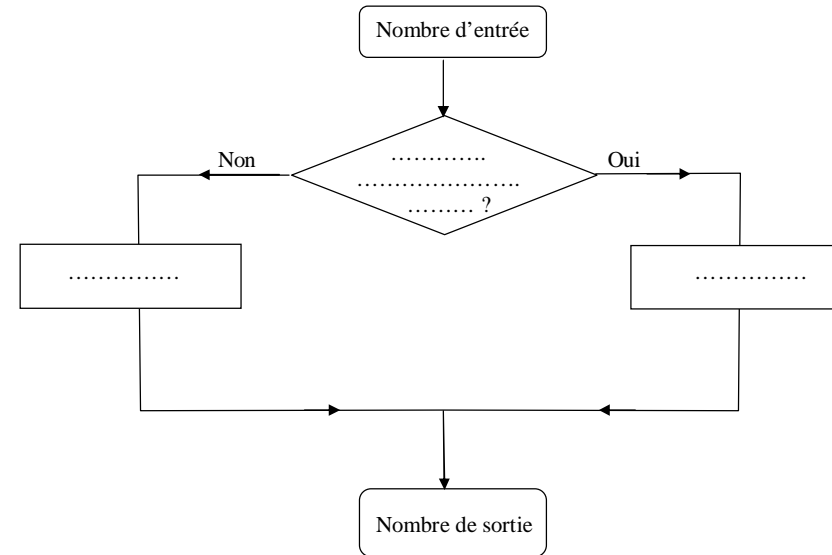 Nombre d’entrée
Non
Oui
………….
…………………….
……… ?
……………
……………
Nombre de sortie